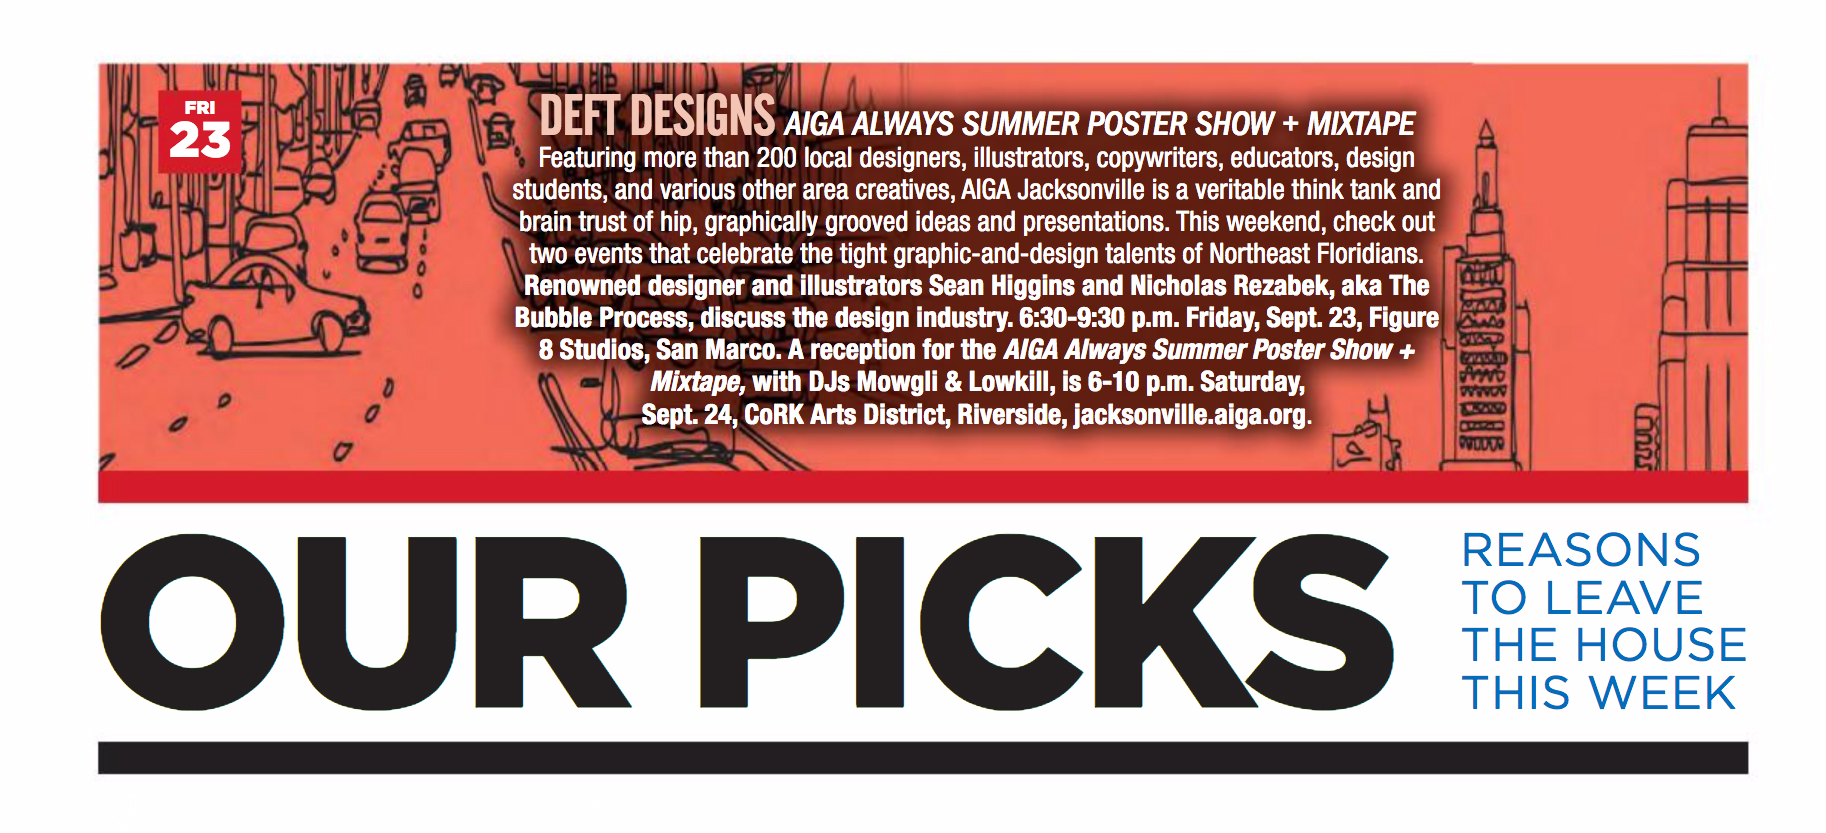 FRI
23
DEFT DESIGNS AIGA ALWAYS SUMMER POSTER SHOW + MIXTAPE
Featuring more than 200 local designers, illustrators, copywriters, educators, design
students, and various other area creatives, AIGA Jacksonville is a veritable think tank and
brain trust of hip, graphically grooved ideas and presentations. This weekend, check out
two events that celebrate the tight graphic-and-design talents of Northeast Floridians.
Renowned designer and illustrators Sean Higgins and Nicholas Rezabek, aka The
Bubble Process, discuss the design industry. 6:30-9:30 p.m. Friday, Sept. 23, Figure
8 Studios, San Marco. A reception for the AIGA Always Summer Poster Show +
Mixtape, with DJs Mowgli & Lowkill, is 6-10 p.m. Saturday,
Sept. 24, CoRK Arts District, Riverside, jacksonville.aiga.org.
OUR PICKS
REASONS
TO LEAVE
THE HOUSE
THIS WEEK